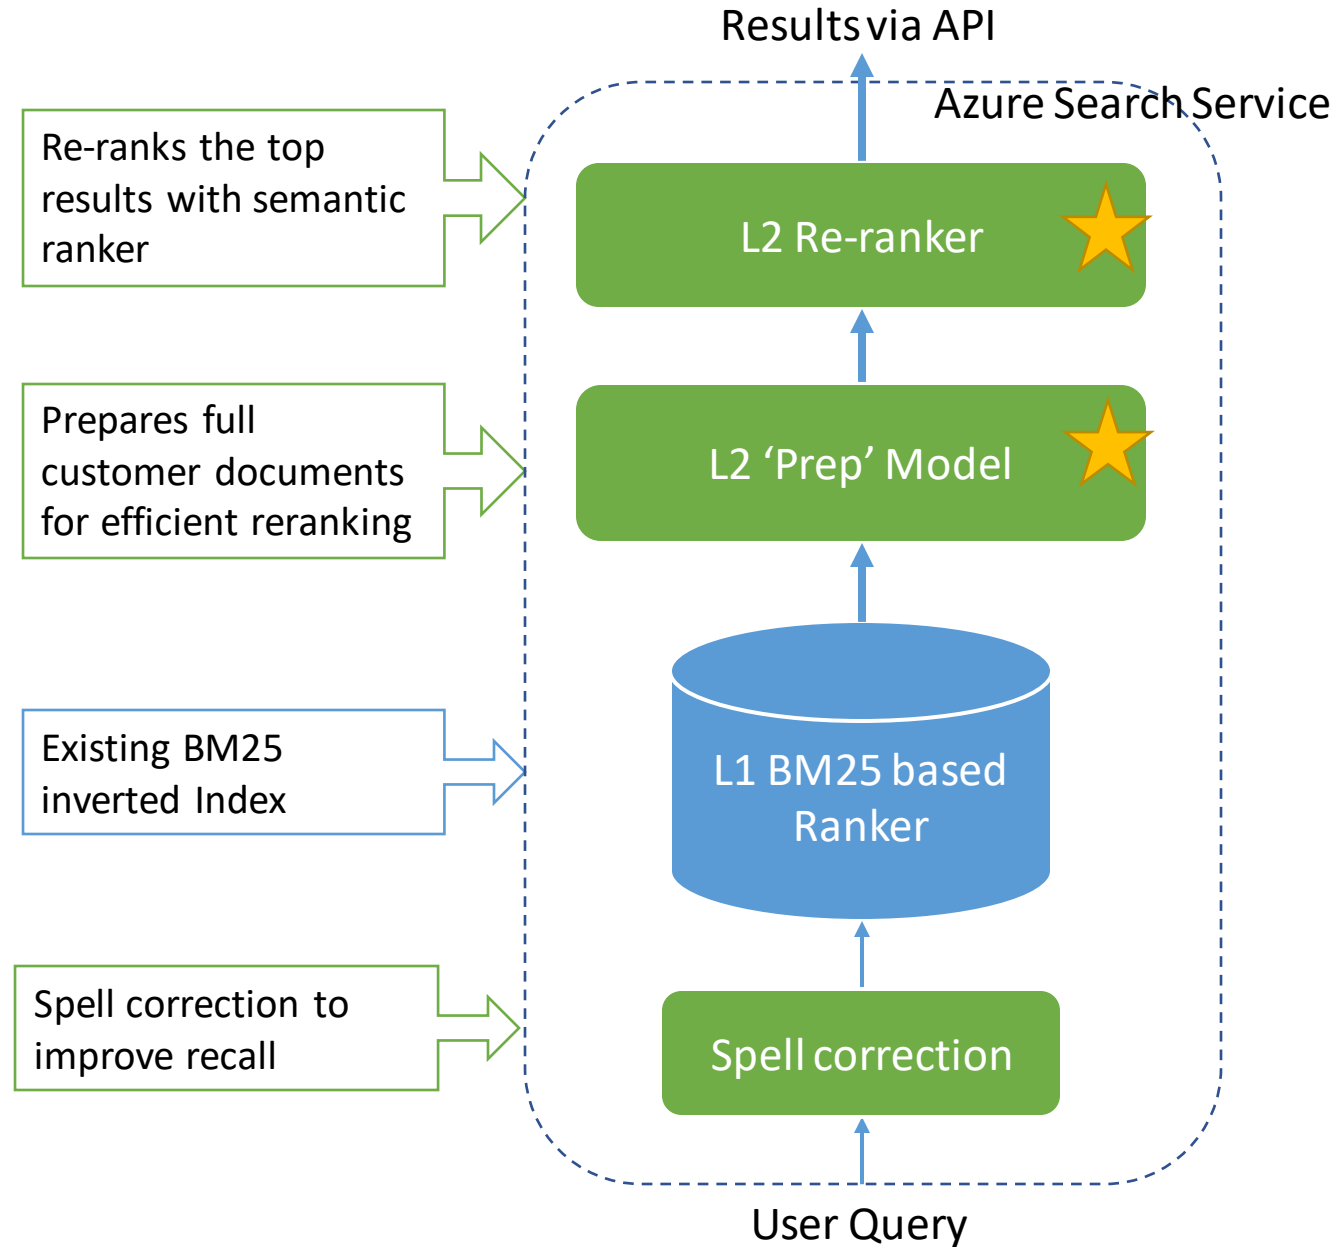 Results via API
Azure Search Service
Re-ranks the top
results with semantic
ranker
L2 Re-ranker
Prepares full
customer documents
for efficient reranking
L2 ‘Prep’ Model
Existing BM25
inverted Index
L1 BM25 based
Ranker
Spell correction to
improve recall
Spell correction
User Query